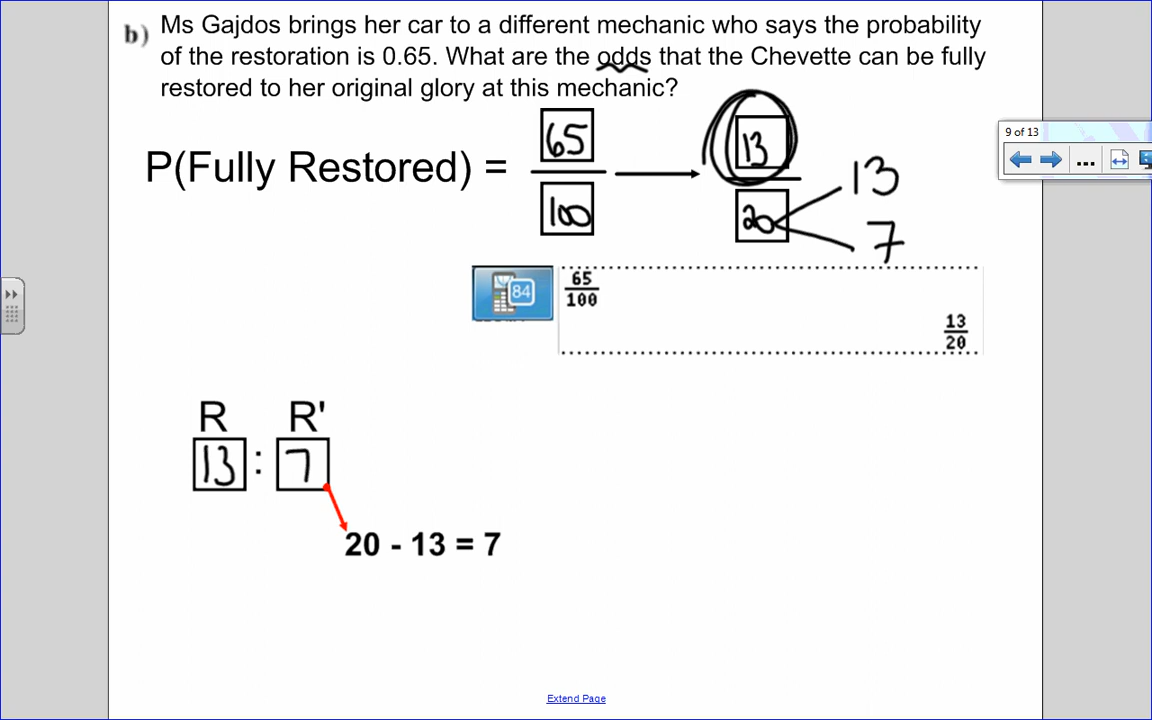 b) Ms Gajdos brings her car to a different mechanic who says the probability
of the restoration is 0.65. What are the odds that the Chevette can be fully
restored to her original glory at this mechanic?
9 of 13
...
P(Fully Restored) = 65/100 → 13/20
13
7
84
65/100
13/20
R R'
13 : 7
20 - 13 = 7
Extend Page